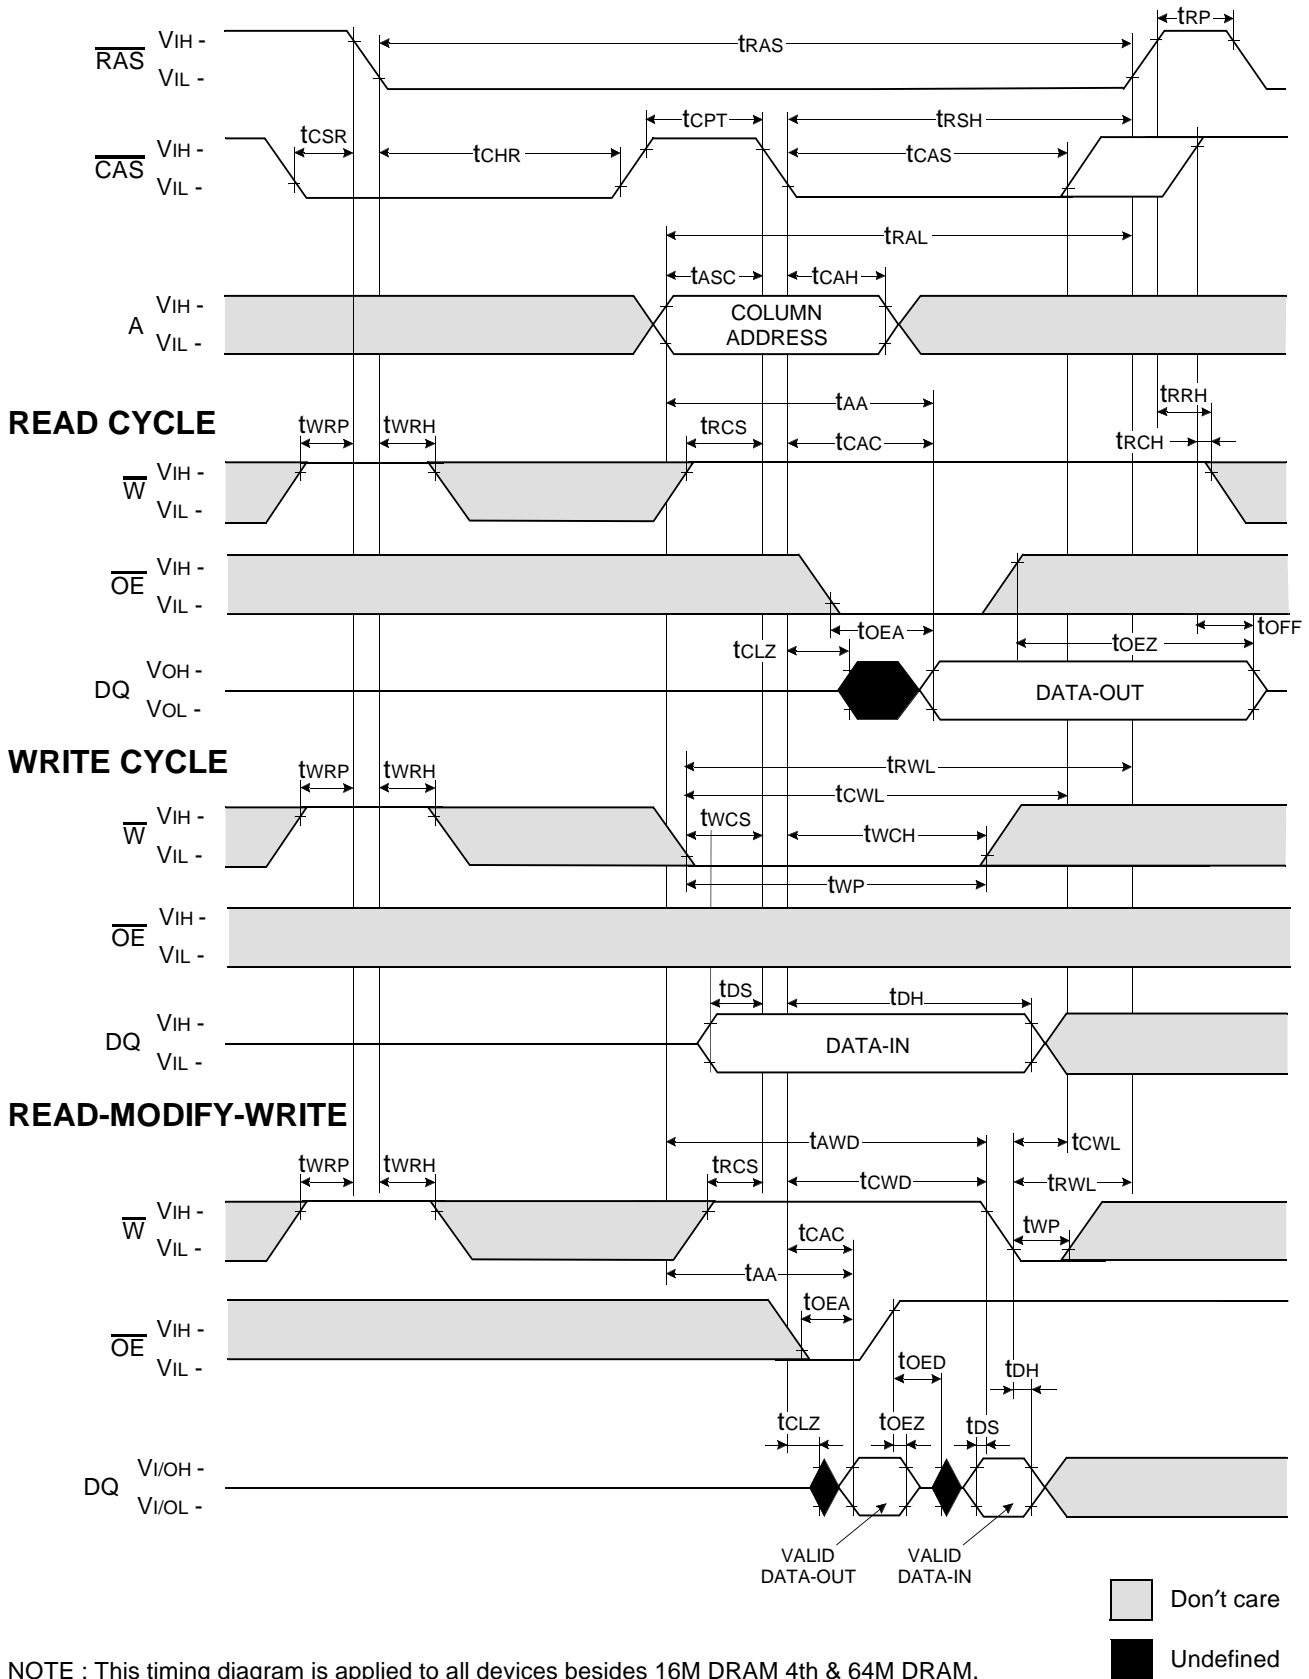 tRP
RAS VIH - tRAS
VIL -
tCPT tRSH
tCSR
CAS VIH - tCHR tCAS
VIL -
tRAL
tASC tCAH
A VIH - COLUMN
VIL - ADDRESS
tAA tRRH
READ CYCLE
tWRP tWRH tRCS tCAC tRCH
W VIH -
VIL -
OE VIH -
VIL -
tOEA tOFF
tCLZ tOEZ
DQ VOH - DATA-OUT
VOL -
WRITE CYCLE
tWRP tWRH tRWL
tCWL
W VIH - tWCS tWCH
VIL -
tWP
OE VIH -
VIL -
tDS tDH
DQ VIH - DATA-IN
VIL -
READ-MODIFY-WRITE
tAWD tCWL
tWRP tWRH tRCS tCWD tRWL
W VIH - tWP
VIL - tCAC
tAA
tOEA
OE VIH -
VIL - tOED tDH
tCLZ tOEZ tDS
DQ VI/OH -
VI/OL -
VALID VALID
DATA-OUT DATA-IN
Don′t care
Undefined
NOTE : This timing diagram is applied to all devices besides 16M DRAM 4th & 64M DRAM.